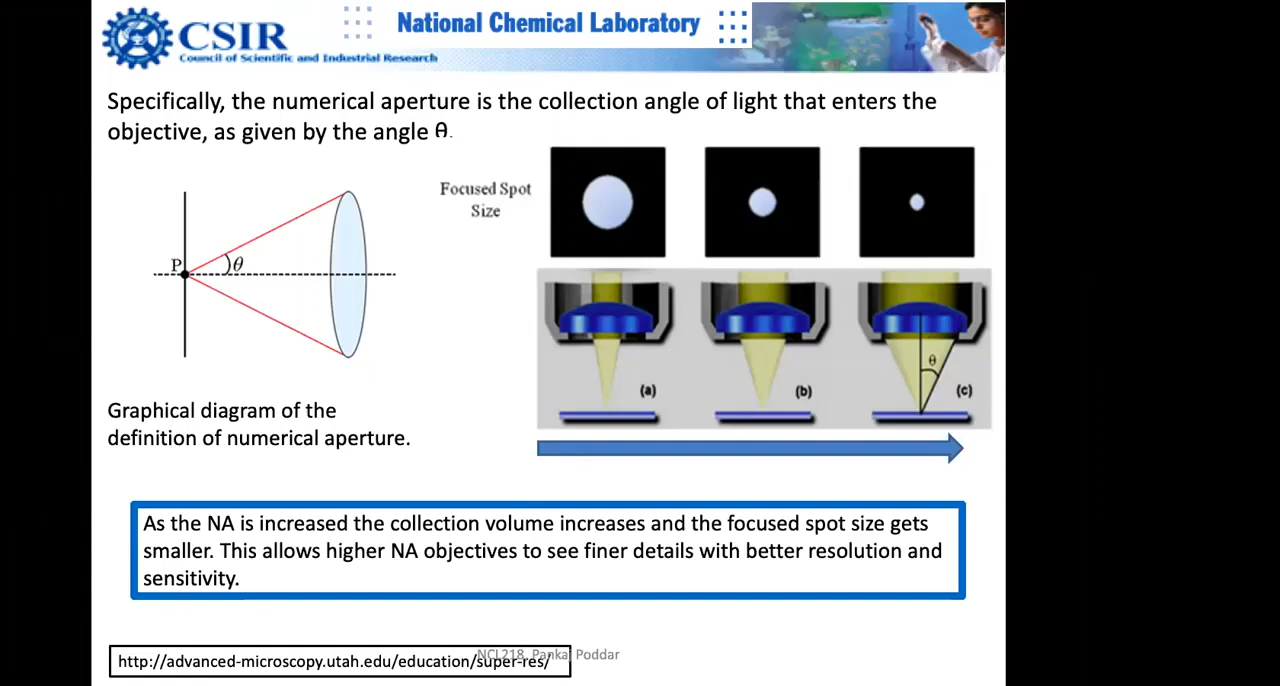 CSIR
Council of Scientific and Industrial Research
National Chemical Laboratory
Specifically, the numerical aperture is the collection angle of light that enters the
objective, as given by the angle θ.
P
θ
Focused Spot
Size
(a)
(b)
θ
(c)
Graphical diagram of the
definition of numerical aperture.
As the NA is increased the collection volume increases and the focused spot size gets
smaller. This allows higher NA objectives to see finer details with better resolution and
sensitivity.
http://advanced-microscopy.utah.edu/education/super-res/
NCL218, Pankaj Poddar